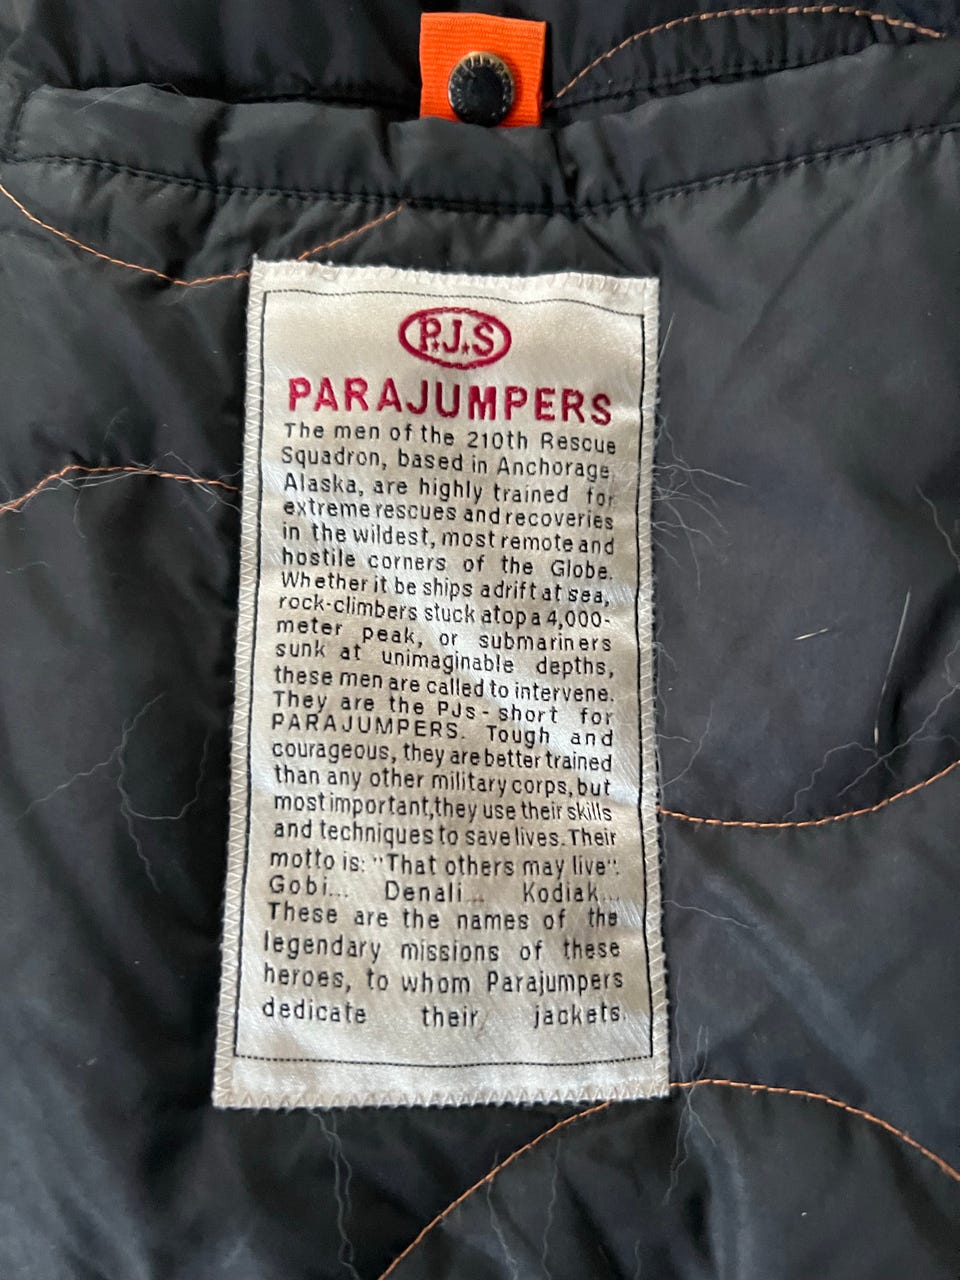 P.J.S
PARAJUMPERS
The men of the 210th Rescue
Squadron, based in Anchorage,
Alaska, are highly trained for
extreme rescues and recoveries
in the wildest, most remote and
hostile corners of the Globe.
Whether it be ships adrift at sea,
rock-climbers stuck atop a 4,000-
meter peak, or submariners
sunk at unimaginable depths,
these men are called to intervene.
They are the PJs - short for
PARAJUMPERS. Tough and
courageous, they are better trained
than any other military corps, but
most important, they use their skills
and techniques to save lives. Their
motto is: "That others may live".
Gobi... Denali... Kodiak...
These are the names of the
legendary missions of these
heroes, to whom Parajumpers
dedicate their jackets.